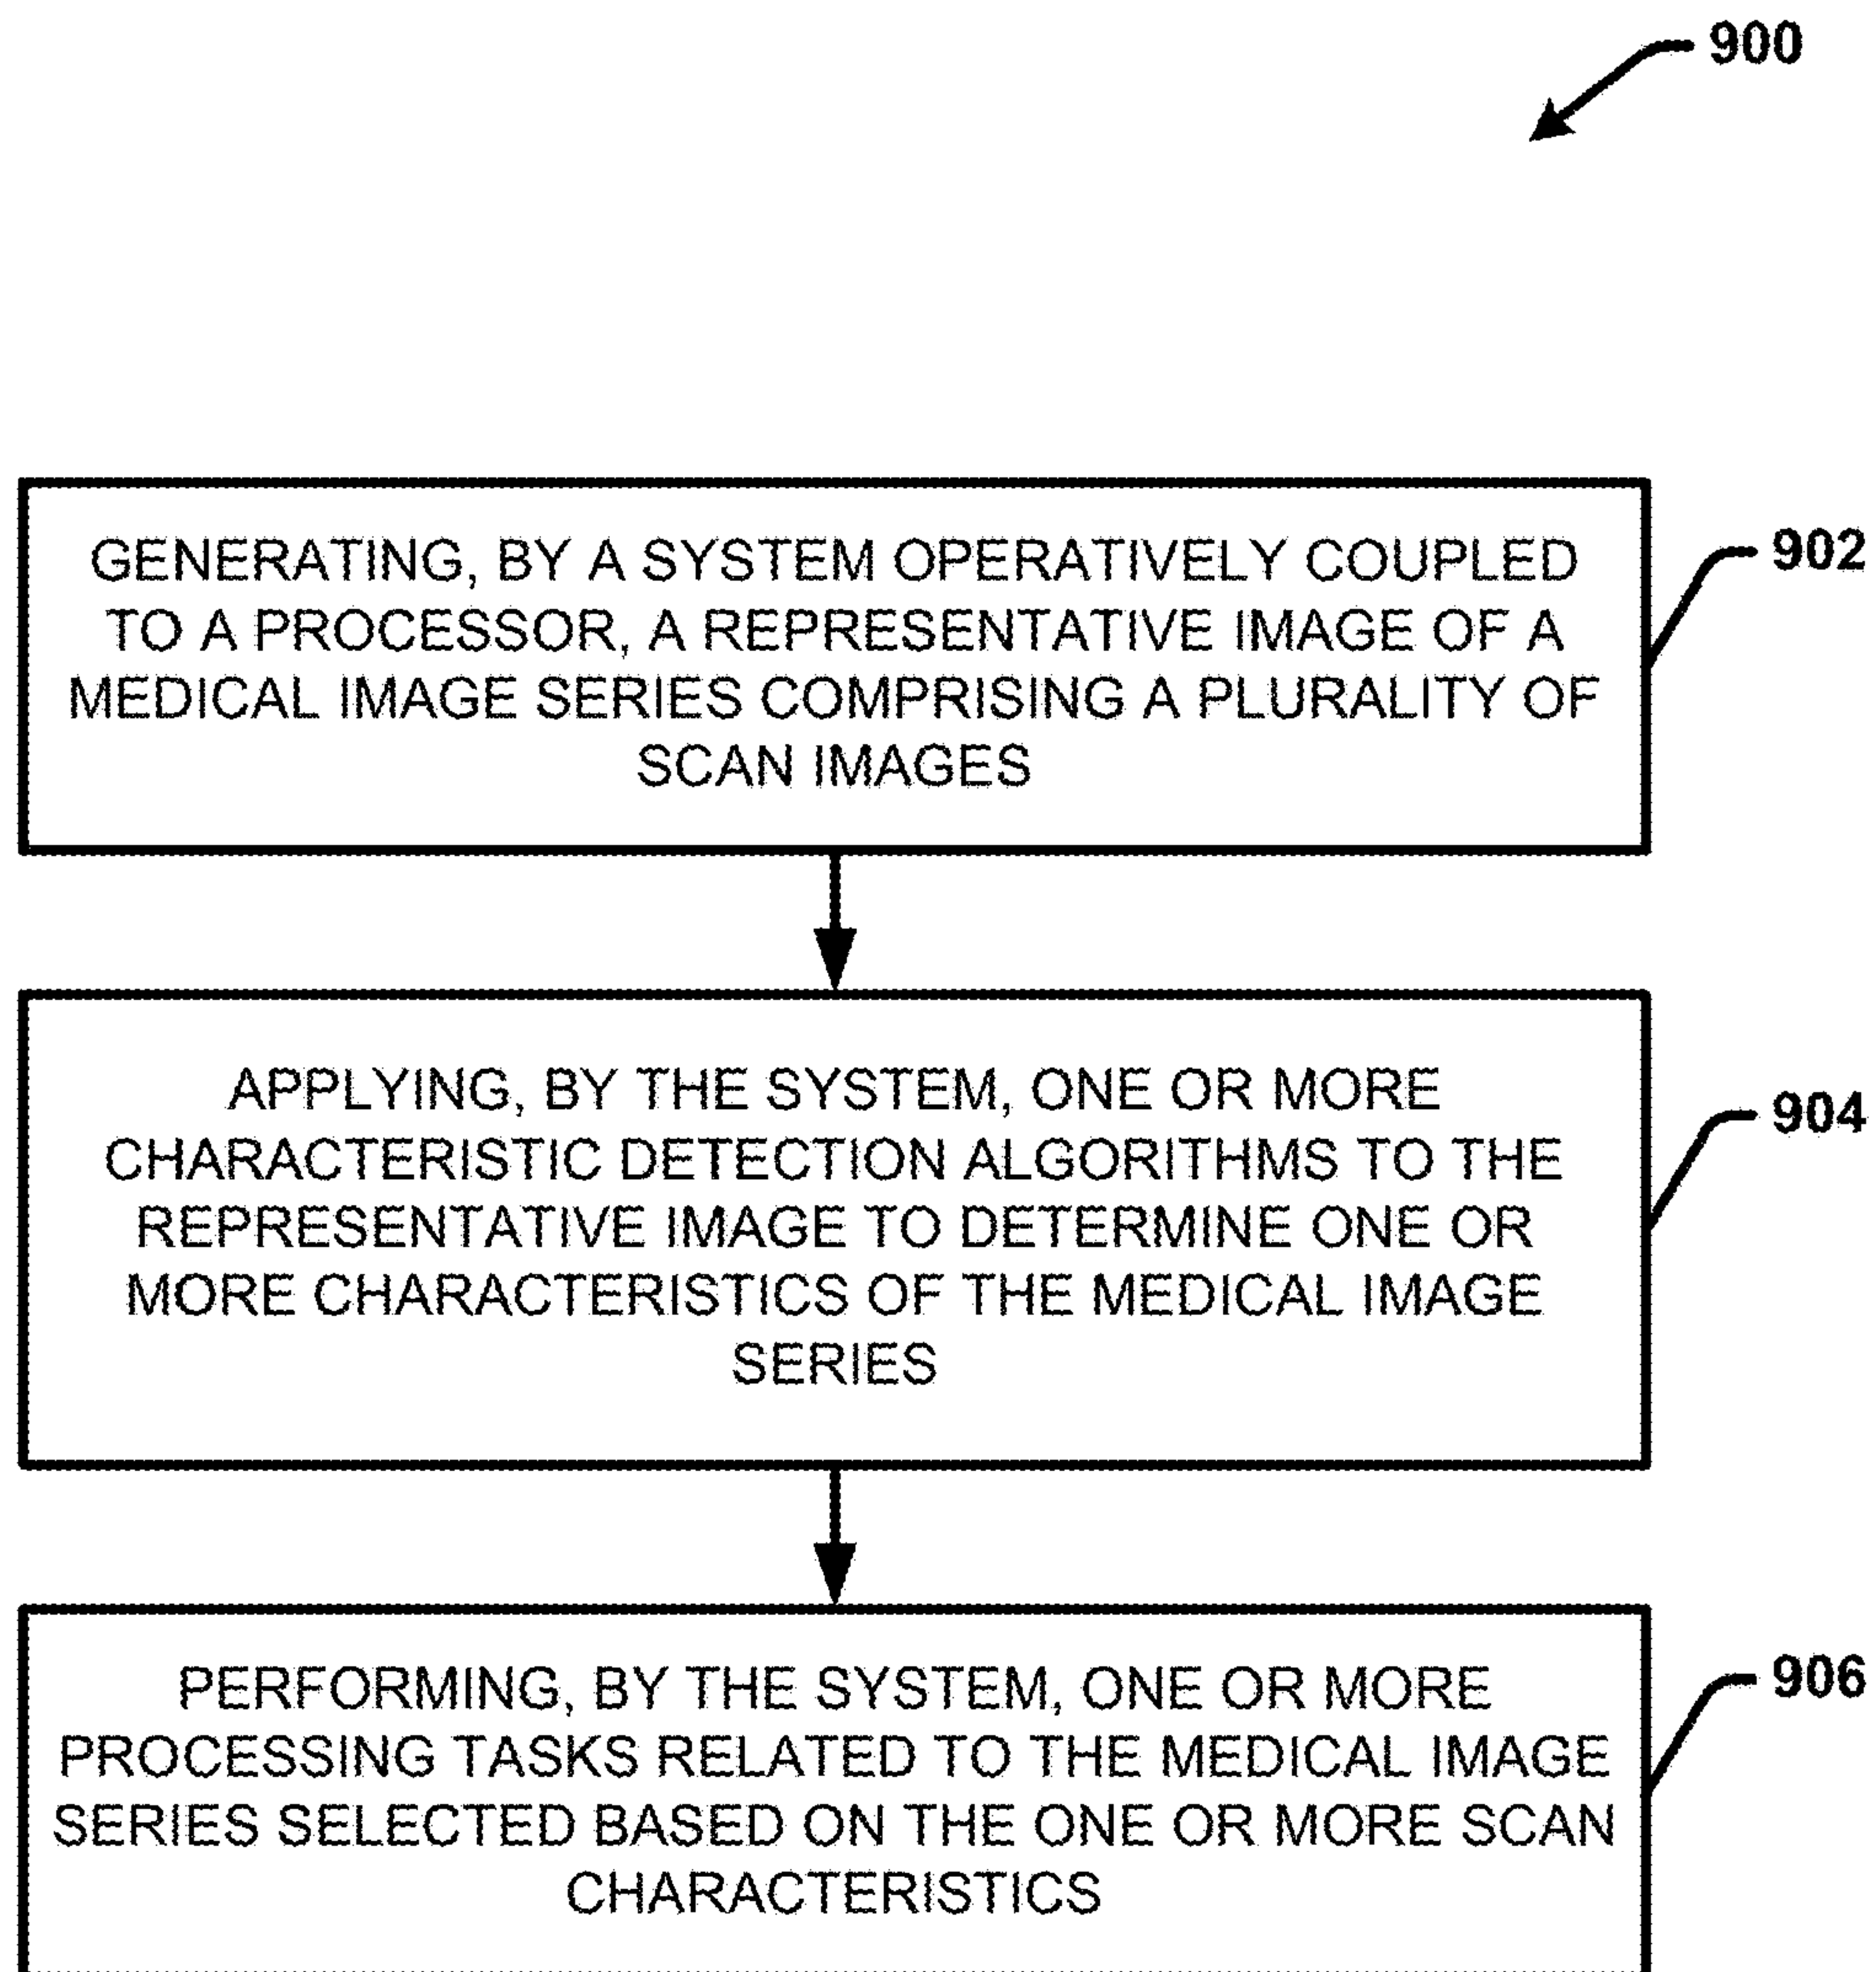 900
GENERATING, BY A SYSTEM OPERATIVELY COUPLED
TO A PROCESSOR, A REPRESENTATIVE IMAGE OF A
MEDICAL IMAGE SERIES COMPRISING A PLURALITY OF
SCAN IMAGES
902
APPLYING, BY THE SYSTEM, ONE OR MORE
CHARACTERISTIC DETECTION ALGORITHMS TO THE
REPRESENTATIVE IMAGE TO DETERMINE ONE OR
MORE CHARACTERISTICS OF THE MEDICAL IMAGE
SERIES
904
PERFORMING, BY THE SYSTEM, ONE OR MORE
PROCESSING TASKS RELATED TO THE MEDICAL IMAGE
SERIES SELECTED BASED ON THE ONE OR MORE SCAN
CHARACTERISTICS
906